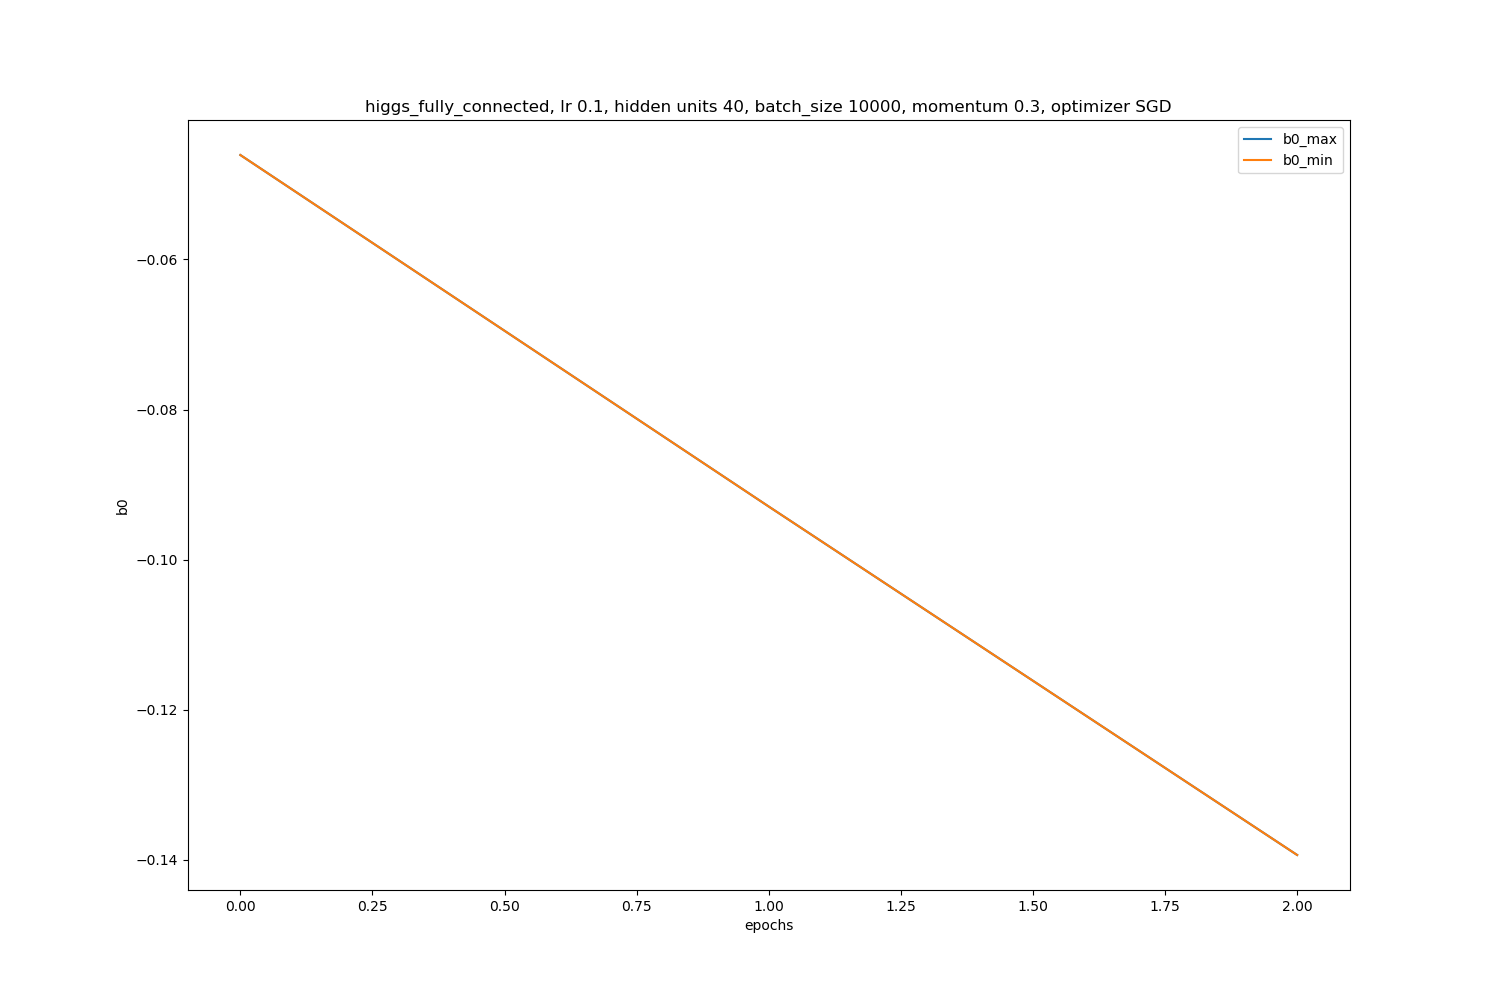 higgs_fully_connected, lr 0.1, hidden units 40, batch_size 10000, momentum 0.3, optimizer SGD
b0_max
b0_min
−0.06
−0.08
b0
−0.10
−0.12
−0.14
0.00 0.25 0.50 0.75 1.00 1.25 1.50 1.75 2.00
epochs